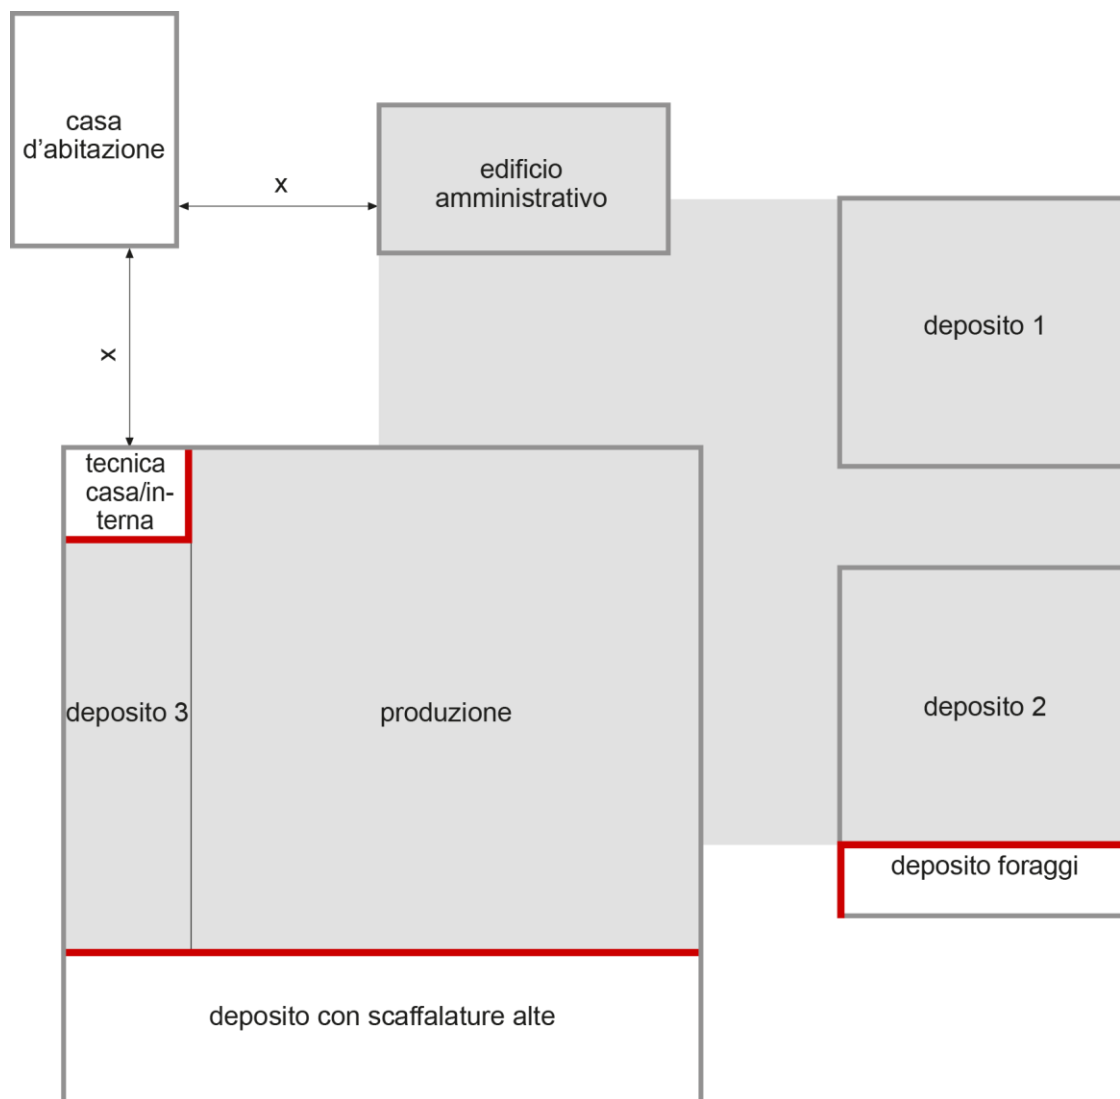 casa
d’abitazione
x
edificio
amministrativo
deposito 1
x
tecnica
casa/in-
terna
deposito 3
produzione
deposito 2
deposito foraggi
deposito con scaffalature alte